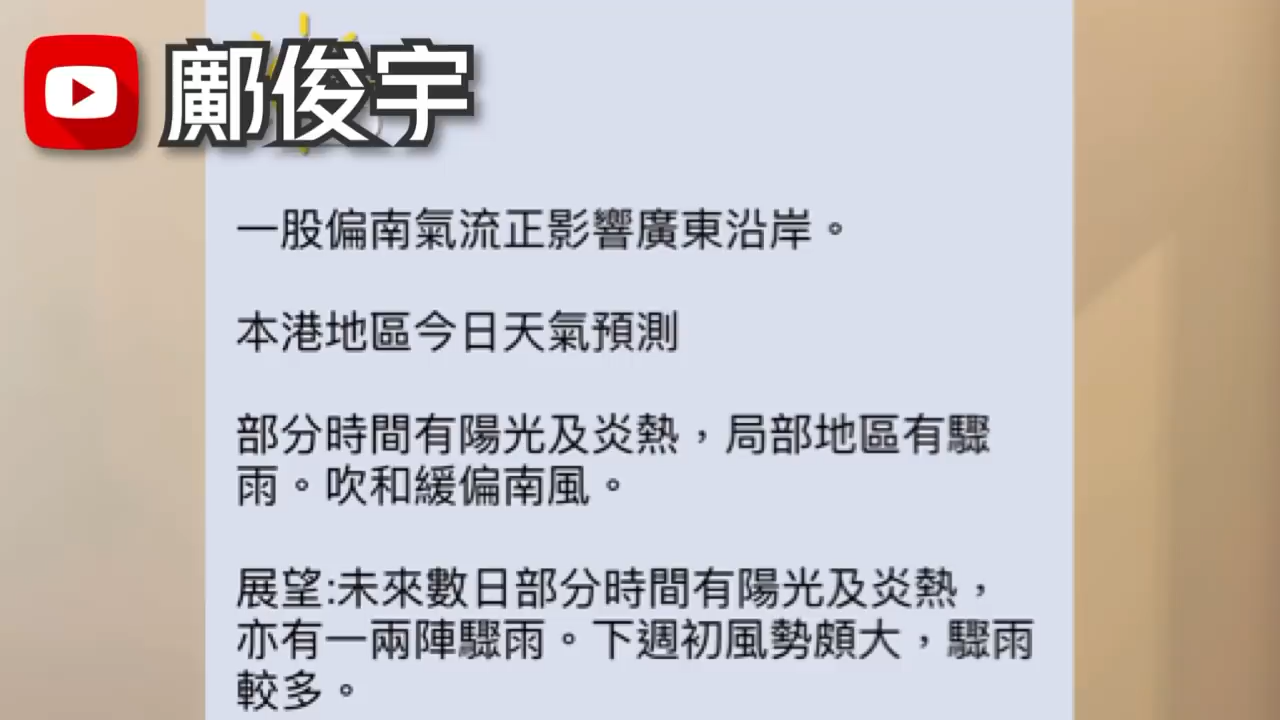 鄺俊宇
一股偏南氣流正影響廣東沿岸。
本港地區今日天氣預測
部分時間有陽光及炎熱，局部地區有驟
雨。吹和緩偏南風。
展望:未來數日部分時間有陽光及炎熱，
亦有一兩陣驟雨。下週初風勢頗大，驟雨
較多。